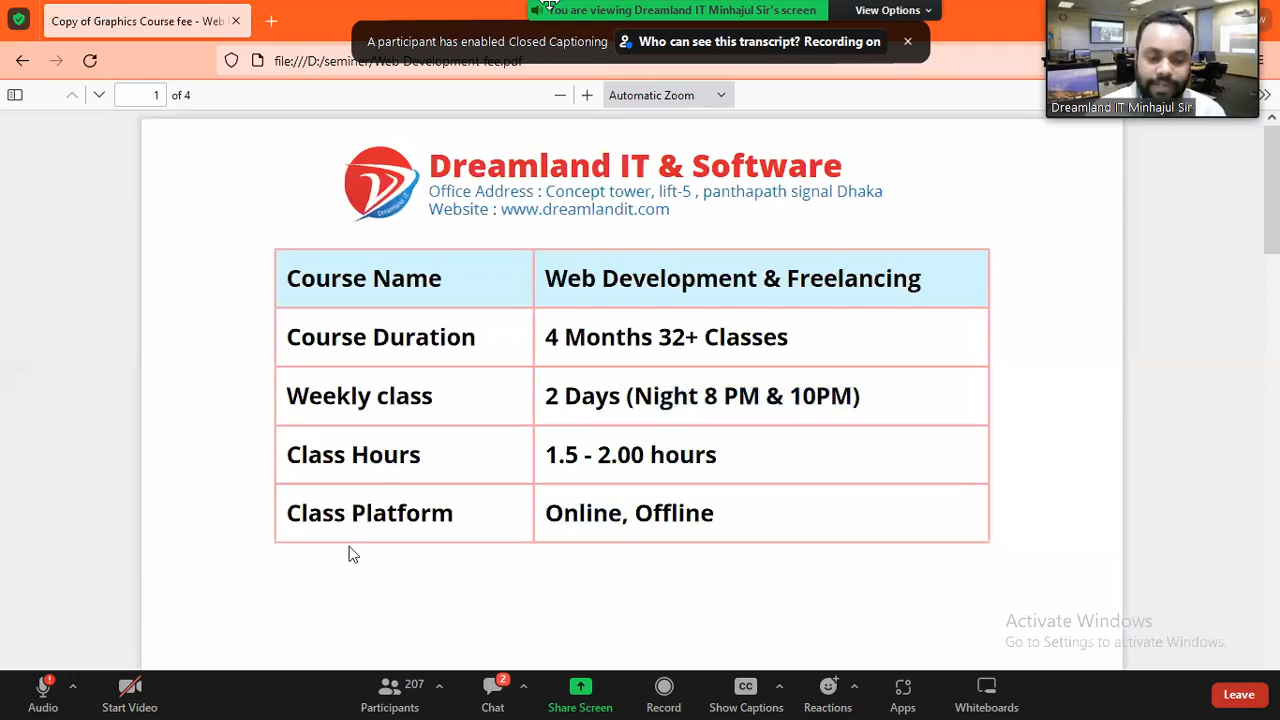 You are viewing Dreamland IT Minhajul Sir's screen
View Options
Copy of Graphics Course fee - Web
A participant has enabled Closed Captioning
Who can see this transcript? Recording on
file:///D:/seminer/Web Development fee.pdf
1 of 4
Automatic Zoom
Dreamland IT Minhajul Sir
Dreamland IT
Dreamland IT & Software
Office Address : Concept tower, lift-5 , panthapath signal Dhaka
Website : www.dreamlandit.com
Course Name Web Development & Freelancing
Course Duration 4 Months 32+ Classes
Weekly class 2 Days (Night 8 PM & 10PM)
Class Hours 1.5 - 2.00 hours
Class Platform Online, Offline
Activate Windows
Go to Settings to activate Windows.
207
2
CC
Audio
Start Video
Participants
Chat
Share Screen
Record
Show Captions
Reactions
Apps
Whiteboards
Leave